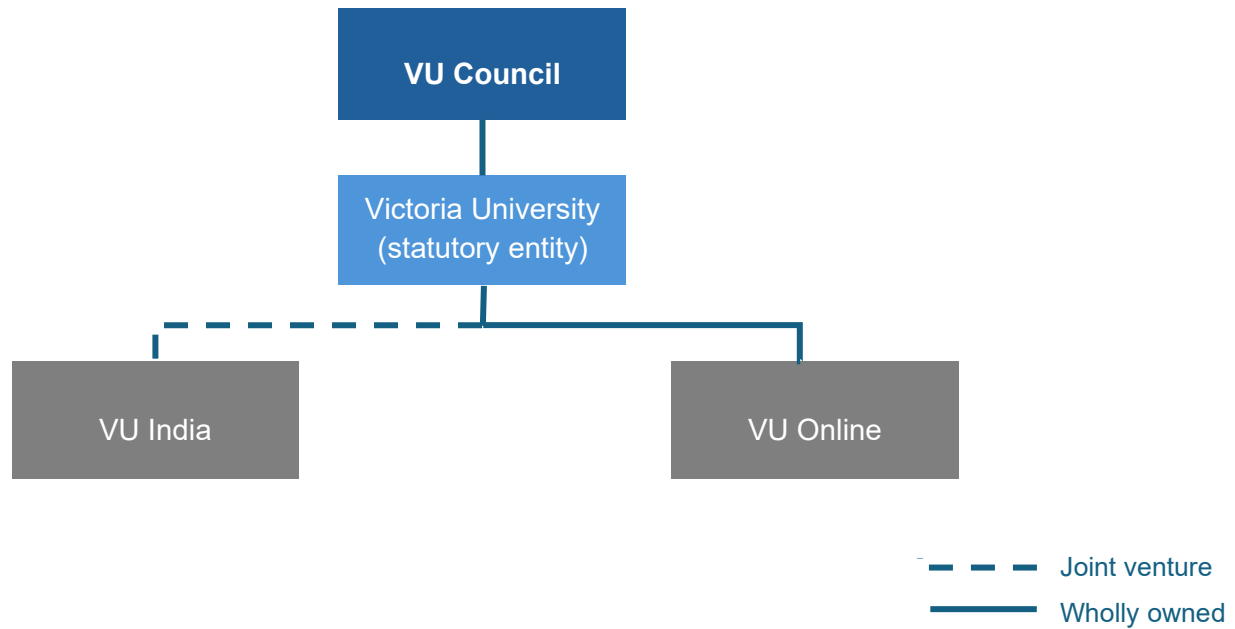 VU Council
Victoria University
(statutory entity)
VU India
VU Online
Joint venture
Wholly owned